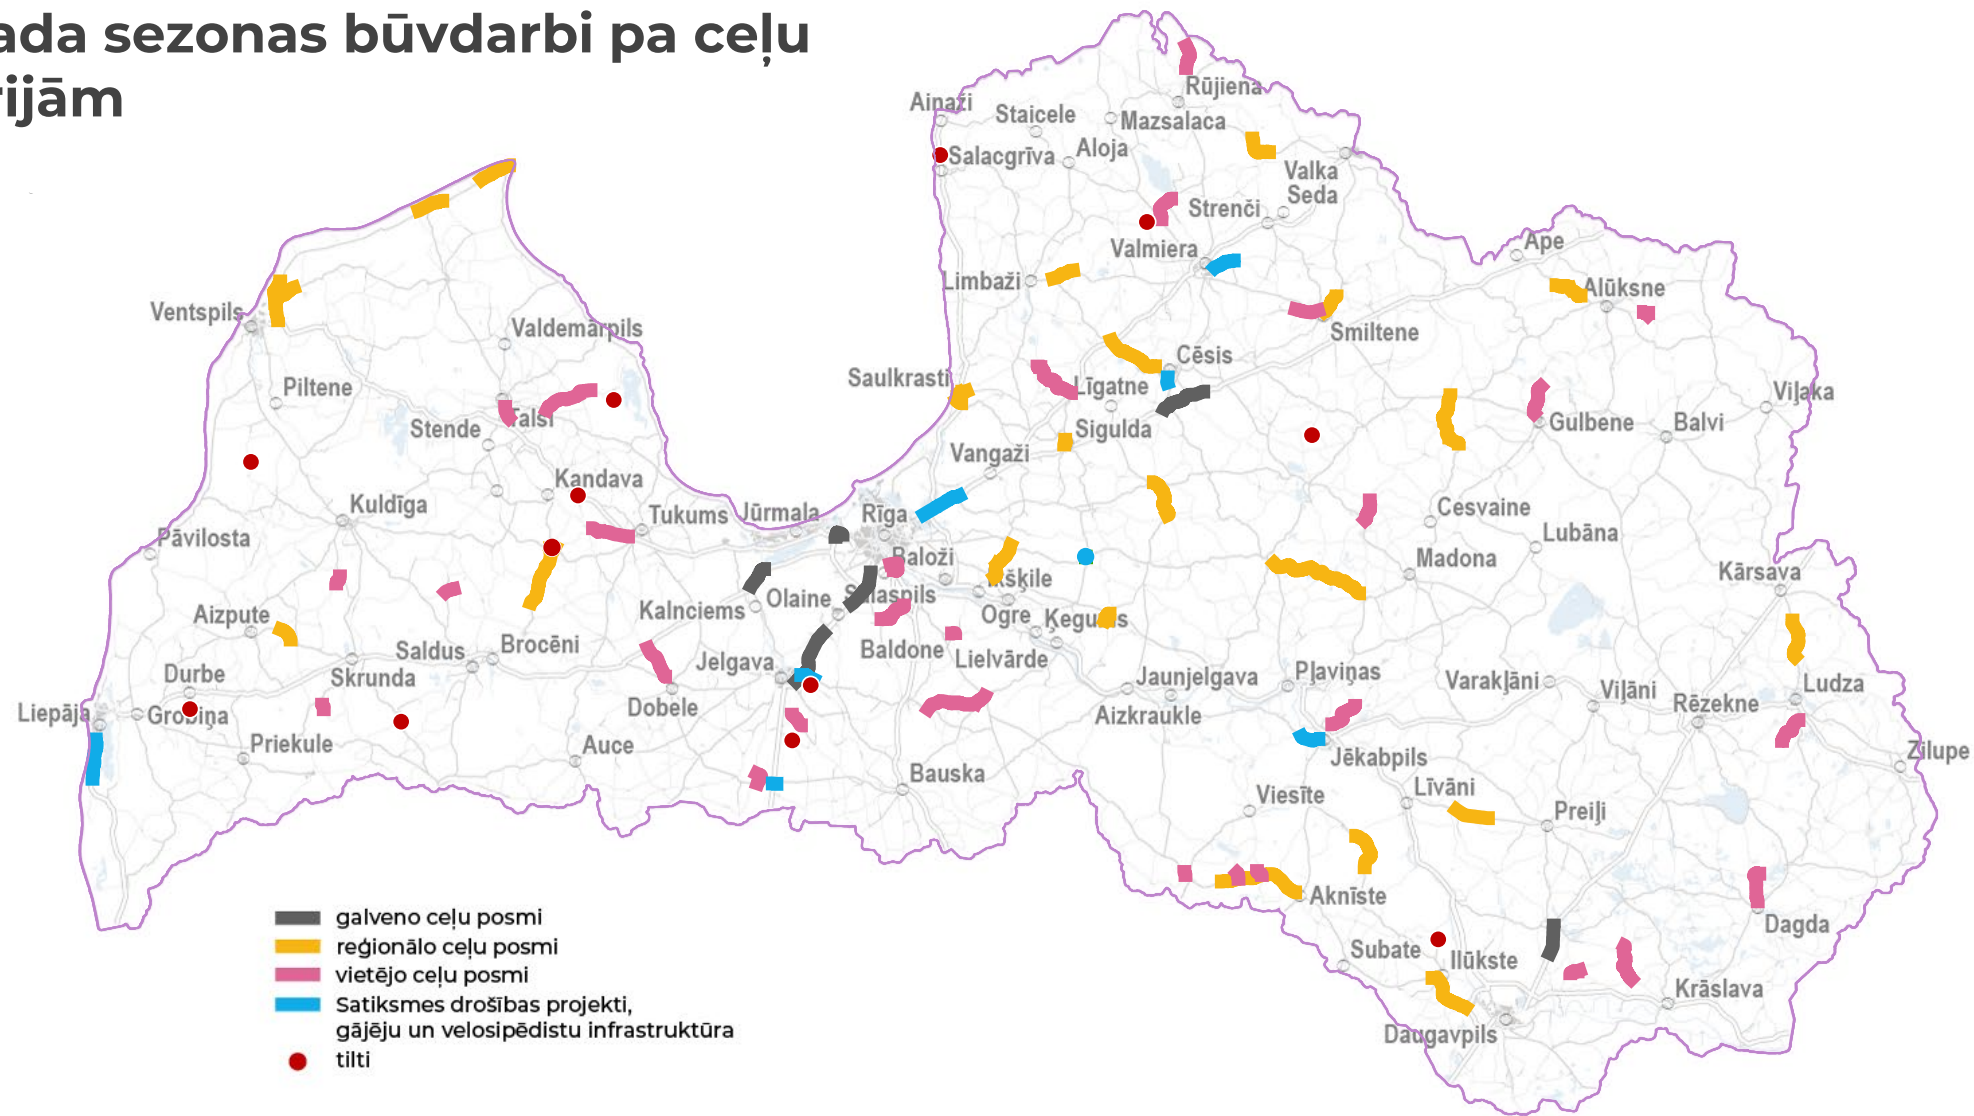 ada sezonas būvdarbi pa ceļu
rijām
Ainaži
Staicele
Rūjiena
Mazsalaca
Salacgrīva
Aloja
Valka
Seda
Strenči
Valmiera
Ape
Limbaži
Alūksne
Ventspils
Valdemārpils
Smiltene
Cēsis
Piltene
Saulkrasti
Līgatne
Viļaka
Talsi
Stende
Sigulda
Gulbene
Balvi
Vangaži
Kandava
Kuldīga
Tukums
Jūrmala
Rīga
Cesvaine
Lubāna
Pāvilosta
Baloži
Madona
Kārsava
Ikšķile
Salaspils
Olaine
Kalnciems
Ogre
Ķegums
Aizpute
Saldus
Brocēni
Baldone
Lielvārde
Jelgava
Skrunda
Durbe
Jaunjelgava
Pļaviņas
Varakļāni
Viļāni
Rēzekne
Ludza
Liepāja
Grobiņa
Dobele
Aizkraukle
Priekule
Auce
Jēkabpils
Zilupe
Bauska
Viesīte
Līvāni
Preiļi
Aknīste
Dagda
Subate
Ilūkste
Krāslava
Daugavpils
galveno ceļu posmi
reģionālo ceļu posmi
vietējo ceļu posmi
Satiksmes drošības projekti,
gājēju un velosipēdistu infrastruktūra
tilti